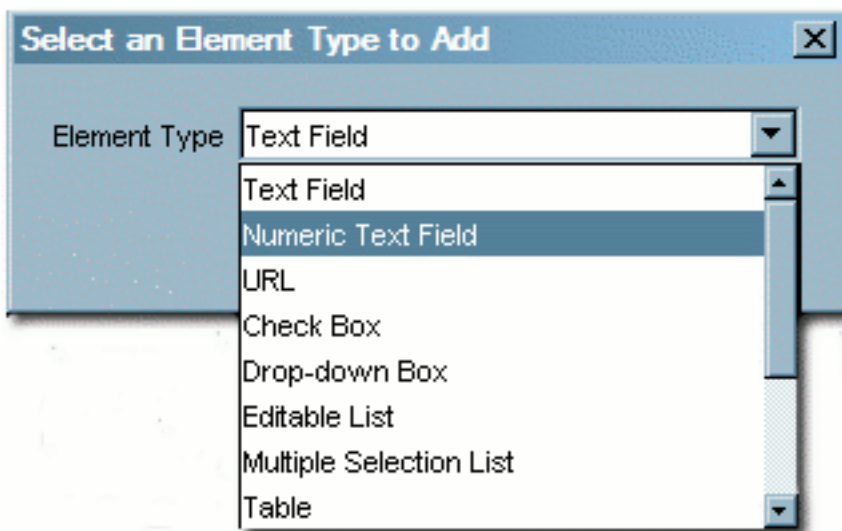 Select an Element Type to Add
Element Type Text Field
Text Field
Numeric Text Field
URL
Check Box
Drop-down Box
Editable List
Multiple Selection List
Table